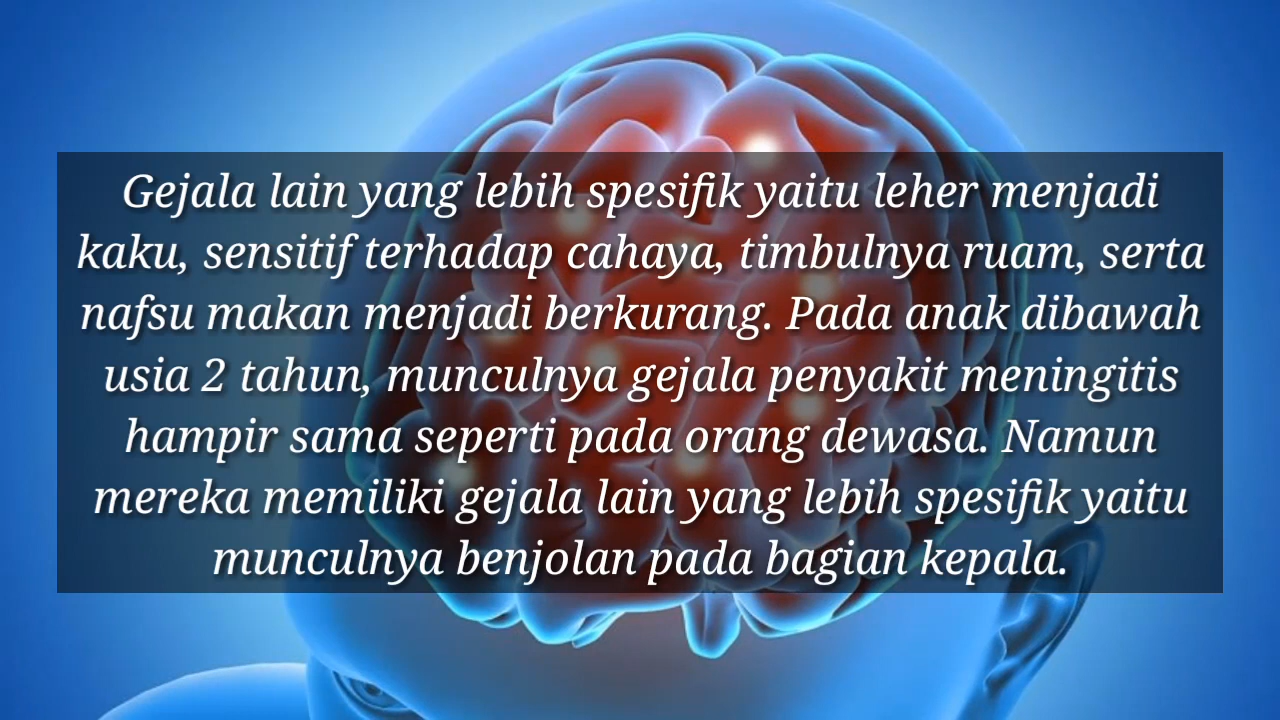 Gejala lain yang lebih spesifik yaitu leher menjadi
kaku, sensitif terhadap cahaya, timbulnya ruam, serta
nafsu makan menjadi berkurang. Pada anak dibawah
usia 2 tahun, munculnya gejala penyakit meningitis
hampir sama seperti pada orang dewasa. Namun
mereka memiliki gejala lain yang lebih spesifik yaitu
munculnya benjolan pada bagian kepala.